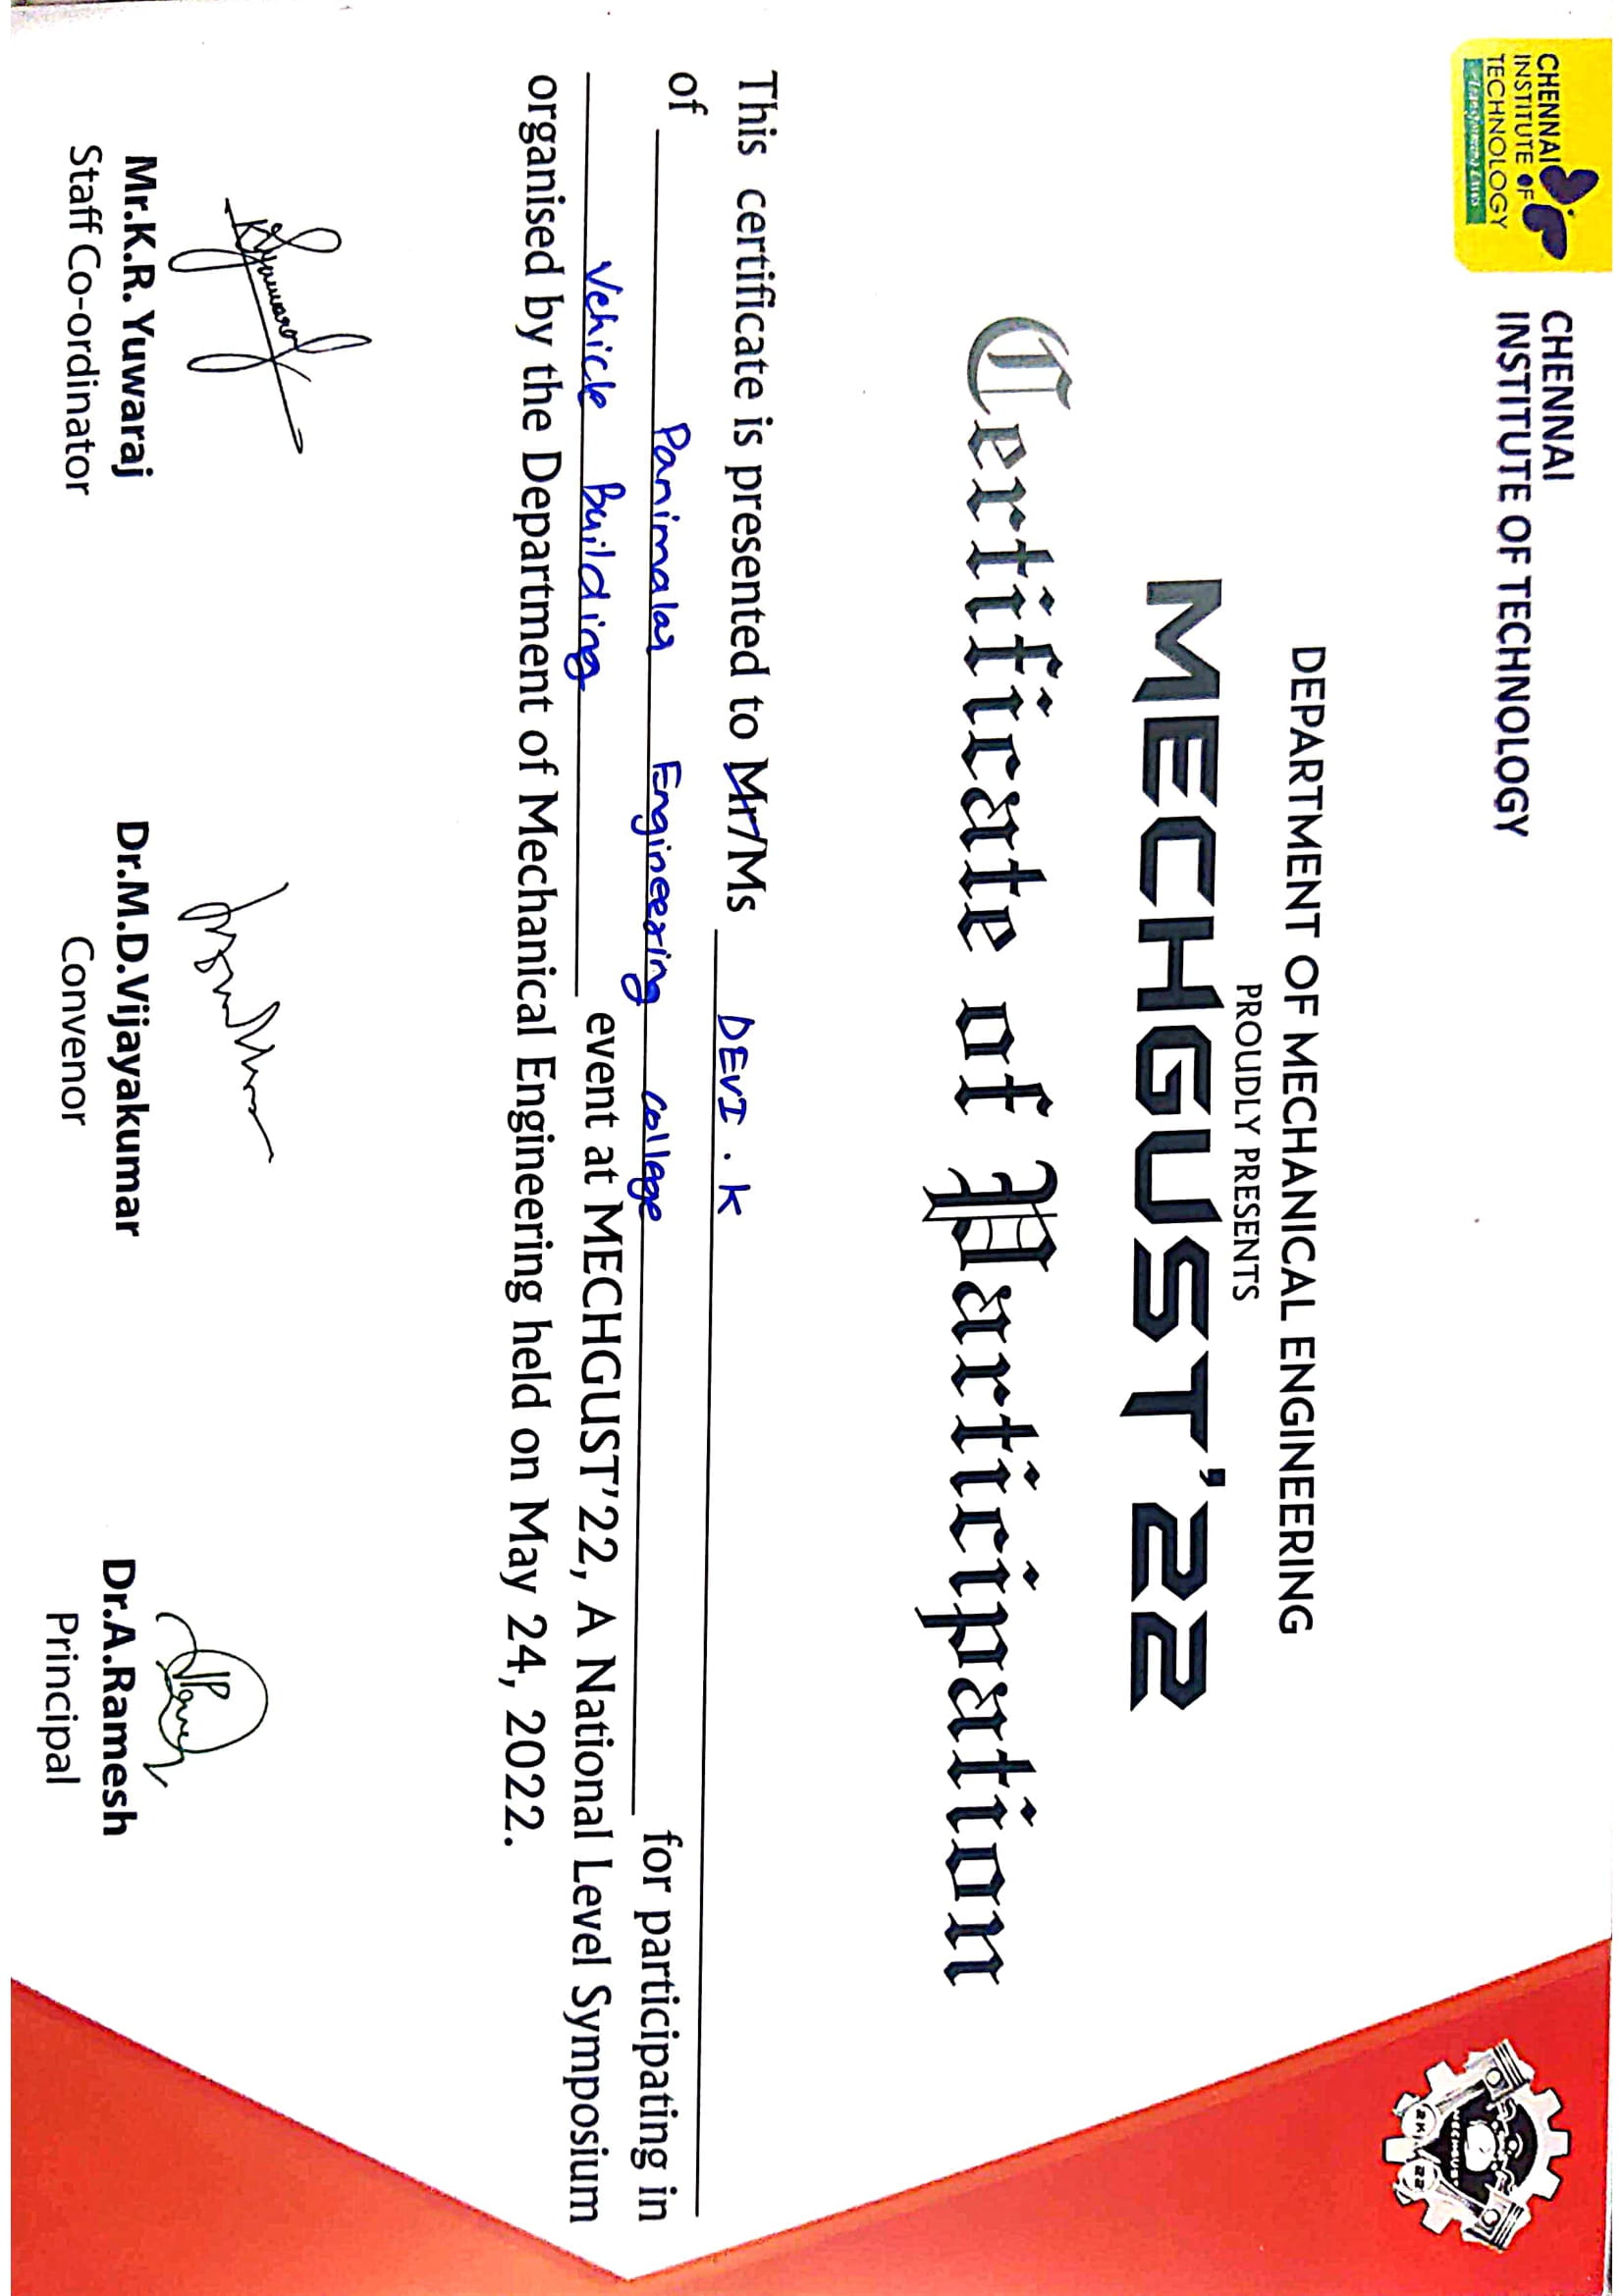 CHENNAI
INSTITUTE OF
TECHNOLOGY
Transforming Lives
CHENNAI
INSTITUTE OF TECHNOLOGY
MECHGUST
2K 22
DEPARTMENT OF MECHANICAL ENGINEERING
PROUDLY PRESENTS
MECHGUST'22
Certificate of Participation
This certificate is presented to Mr/Ms DEVI . K
of Panimalar Engineering college for participating in
Vehicle Building event at MECHGUST'22, A National Level Symposium
organised by the Department of Mechanical Engineering held on May 24, 2022.
Mr.K.R. Yuwaraj
Staff Co-ordinator
Dr.M.D.Vijayakumar
Convenor
Dr.A.Ramesh
Principal